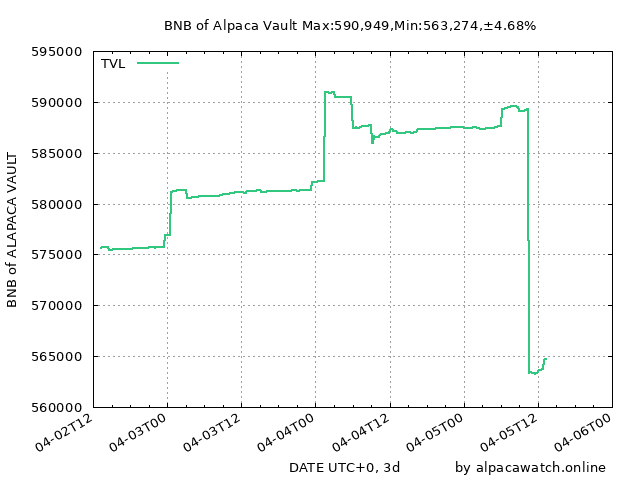 BNB of Alpaca Vault Max:590,949,Min:563,274,±4.68%
TVL
595000
590000
585000
580000
575000
570000
565000
560000
BNB of ALAPACA VAULT
04-02T12
04-03T00
04-03T12
04-04T00
04-04T12
04-05T00
04-05T12
04-06T00
DATE UTC+0, 3d
by alpacawatch.online